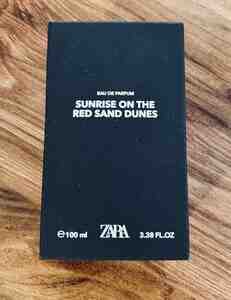 EAU DE PARFUM
SUNRISE ON THE
RED SAND DUNES
℮100 ml ZARA 3.38 FL.OZ